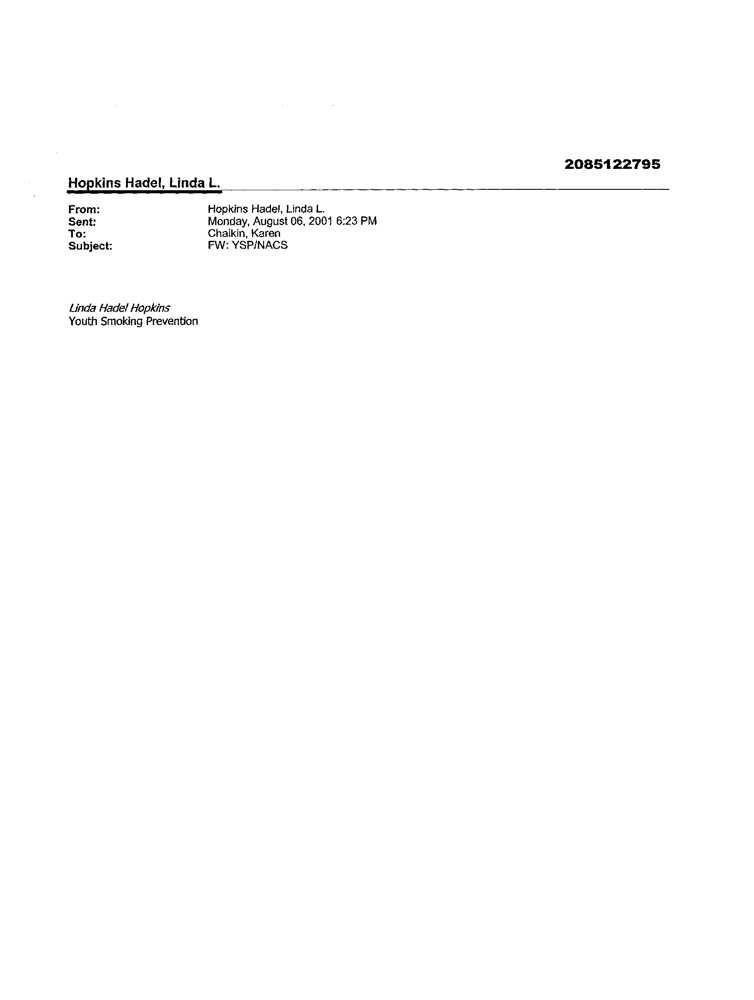 2085122795
Hopkins Hadel, Linda L.
From: Hopkins Hadel, Linda L.
Sent: Monday, August 06, 2001 6:23 PM
To: Chaikin, Karen
Subject: FW: YSP/NACS
Linda Hadel Hopkins
Youth Smoking Prevention